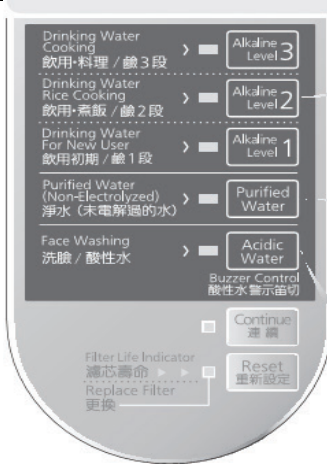 Drinking Water
Cooking
飲用・料理 / 鹼3段
Alkaline
Level 3
Drinking Water
Rice Cooking
飲用・煮飯 / 鹼2段
Alkaline
Level 2
Drinking Water
For New User
飲用初期 / 鹼1段
Alkaline
Level 1
Purified Water
(Non-Electrolyzed)
淨水 (未電解過的水)
Purified
Water
Face Washing
洗臉 / 酸性水
Acidic
Water
Buzzer Control
酸性水警示笛切
Continue
連續
Filter Life Indicator
濾芯壽命
Replace Filter
更換
Reset
重新設定